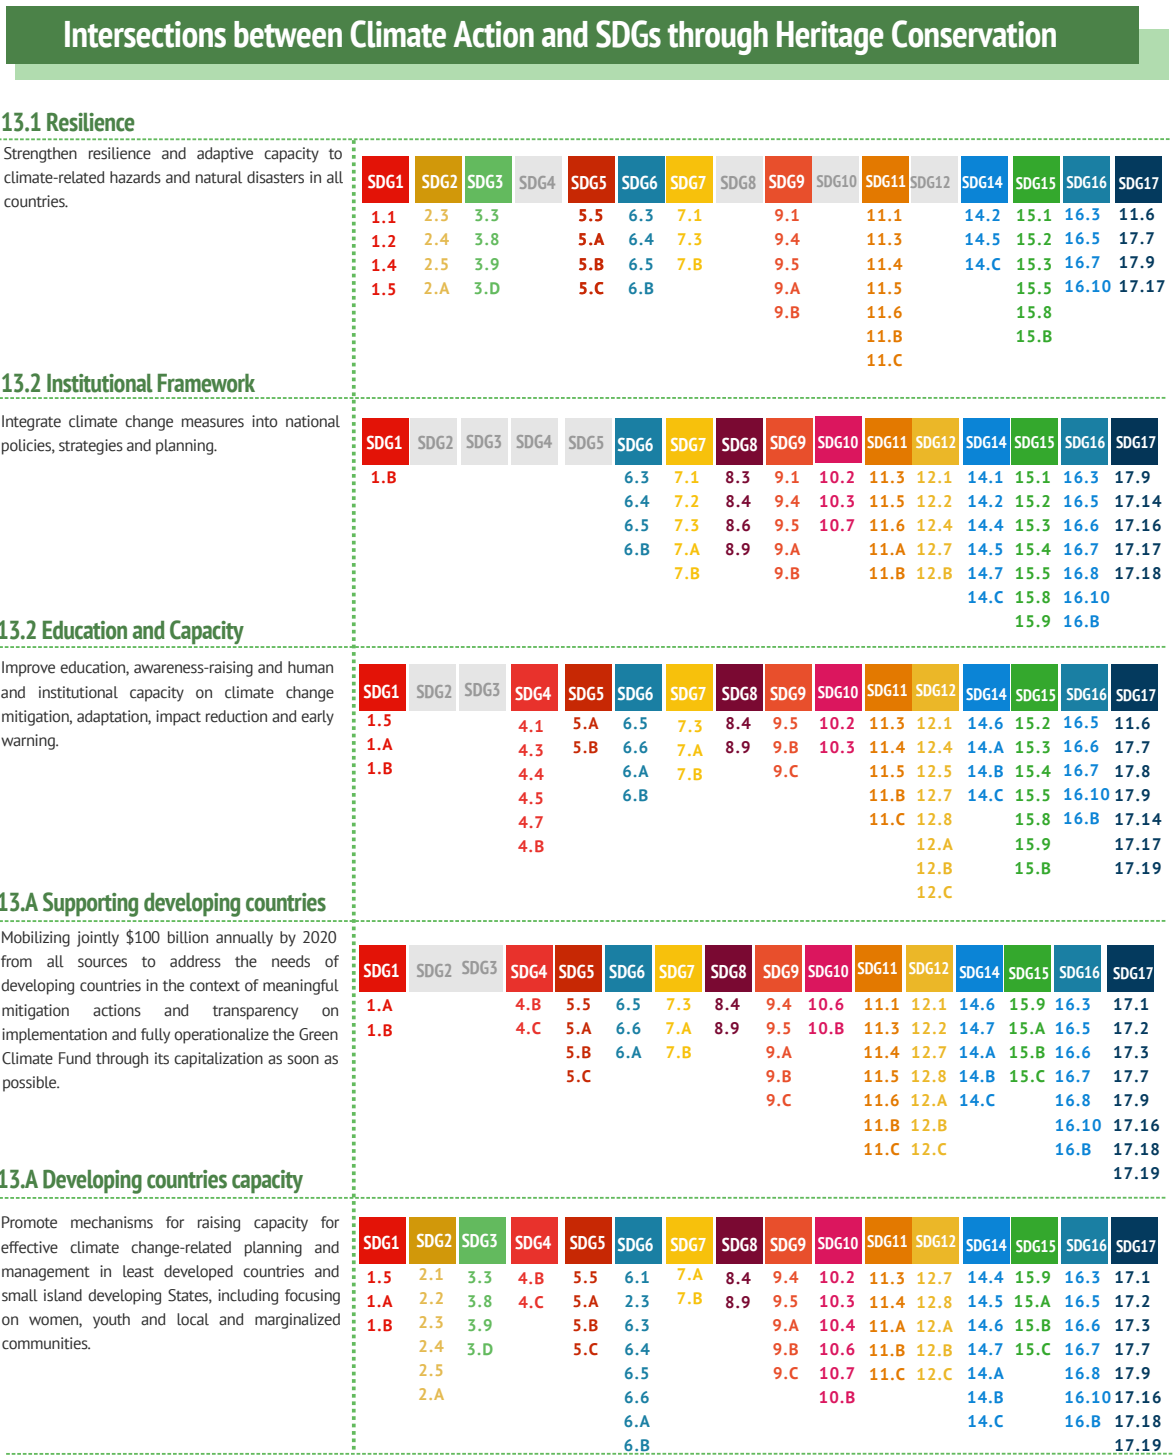 Intersections between Climate Action and SDGs through Heritage Conservation
13.1 Resilience
Strengthen resilience and adaptive capacity to
climate-related hazards and natural disasters in all
countries.
SDG1 SDG2 SDG3 SDG4 SDG5 SDG6 SDG7 SDG8 SDG9 SDG10 SDG11 SDG12 SDG14 SDG15 SDG16 SDG17
1.1 2.3 3.3 5.5 6.3 7.1 9.1 11.1 14.2 15.1 16.3 11.6
1.2 2.4 3.8 5.A 6.4 7.3 9.4 11.3 14.5 15.2 16.5 17.7
1.4 2.5 3.9 5.B 6.5 7.B 9.5 11.4 14.C 15.3 16.7 17.9
1.5 2.A 3.D 5.C 6.B 9.A 11.5 15.5 16.10 17.17
9.B 11.6 15.8
11.B 15.B
11.C
13.2 Institutional Framework
Integrate climate change measures into national
policies, strategies and planning.
SDG1 SDG2 SDG3 SDG4 SDG5 SDG6 SDG7 SDG8 SDG9 SDG10 SDG11 SDG12 SDG14 SDG15 SDG16 SDG17
1.B 6.3 7.1 8.3 9.1 10.2 11.3 12.1 14.1 15.1 16.3 17.9
6.4 7.2 8.4 9.4 10.3 11.5 12.2 14.2 15.2 16.5 17.14
6.5 7.3 8.6 9.5 10.7 11.6 12.4 14.4 15.3 16.6 17.16
6.B 7.A 8.9 9.A 11.A 12.7 14.5 15.4 16.7 17.17
7.B 9.B 11.B 12.B 14.7 15.5 16.8 17.18
14.C 15.8 16.10
15.9 16.B
13.2 Education and Capacity
Improve education, awareness-raising and human
and institutional capacity on climate change
mitigation, adaptation, impact reduction and early
warning.
SDG1 SDG2 SDG3 SDG4 SDG5 SDG6 SDG7 SDG8 SDG9 SDG10 SDG11 SDG12 SDG14 SDG15 SDG16 SDG17
1.5 4.1 5.A 6.5 7.3 8.4 9.5 10.2 11.3 12.1 14.6 15.2 16.5 11.6
1.A 4.3 5.B 6.6 7.A 8.9 9.B 10.3 11.4 12.4 14.A 15.3 16.6 17.7
1.B 4.4 6.A 7.B 9.C 11.5 12.5 14.B 15.4 16.7 17.8
4.5 6.B 11.B 12.7 14.C 15.5 16.10 17.9
4.7 11.C 12.8 15.8 16.B 17.14
4.B 12.A 15.9 17.17
12.B 15.B 17.19
12.C
13.A Supporting developing countries
Mobilizing jointly $100 billion annually by 2020
from all sources to address the needs of
developing countries in the context of meaningful
mitigation actions and transparency on
implementation and fully operationalize the Green
Climate Fund through its capitalization as soon as
possible.
SDG1 SDG2 SDG3 SDG4 SDG5 SDG6 SDG7 SDG8 SDG9 SDG10 SDG11 SDG12 SDG14 SDG15 SDG16 SDG17
1.A 4.B 5.5 6.5 7.3 8.4 9.4 10.6 11.1 12.1 14.6 15.9 16.3 17.1
1.B 4.C 5.A 6.6 7.A 8.9 9.5 10.B 11.3 12.2 14.7 15.A 16.5 17.2
5.B 6.A 7.B 9.A 11.4 12.7 14.A 15.B 16.6 17.3
5.C 9.B 11.5 12.8 14.B 15.C 16.7 17.7
9.C 11.6 12.A 14.C 16.8 17.9
11.B 12.B 16.10 17.16
11.C 12.C 16.B 17.18
17.19
13.A Developing countries capacity
Promote mechanisms for raising capacity for
effective climate change-related planning and
management in least developed countries and
small island developing States, including focusing
on women, youth and local and marginalized
communities.
SDG1 SDG2 SDG3 SDG4 SDG5 SDG6 SDG7 SDG8 SDG9 SDG10 SDG11 SDG12 SDG14 SDG15 SDG16 SDG17
1.5 2.1 3.3 4.B 5.5 6.1 7.A 8.4 9.4 10.2 11.3 12.7 14.4 15.9 16.3 17.1
1.A 2.2 3.8 4.C 5.A 2.3 7.B 8.9 9.5 10.3 11.4 12.8 14.5 15.A 16.5 17.2
1.B 2.3 3.9 5.B 6.3 9.A 10.4 11.A 12.A 14.6 15.B 16.6 17.3
2.4 3.D 5.C 6.4 9.B 10.6 11.B 12.B 14.7 15.C 16.7 17.7
2.5 6.5 9.C 10.7 11.C 12.C 14.A 16.8 17.9
2.A 6.6 10.B 14.B 16.10 17.16
6.A 14.C 16.B 17.18
6.B 17.19